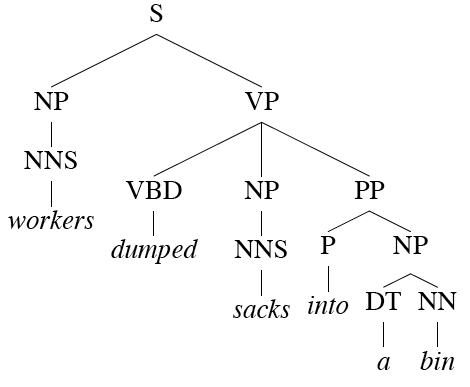 S
NP VP
NNS VBD NP PP
workers dumped NNS P NP
sacks into DT NN
a bin